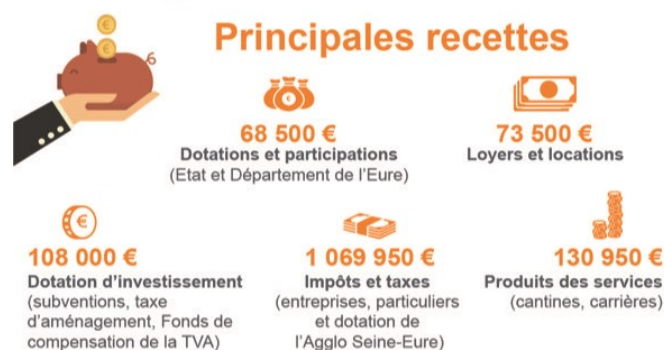 Principales recettes
68 500 €
Dotations et participations
(Etat et Département de l'Eure)
73 500 €
Loyers et locations
108 000 €
Dotation d'investissement
(subventions, taxe
d'aménagement, Fonds de
compensation de la TVA)
1 069 950 €
Impôts et taxes
(entreprises, particuliers
et dotation de
l'Agglo Seine-Eure)
130 950 €
Produits des services
(cantines, carrières)